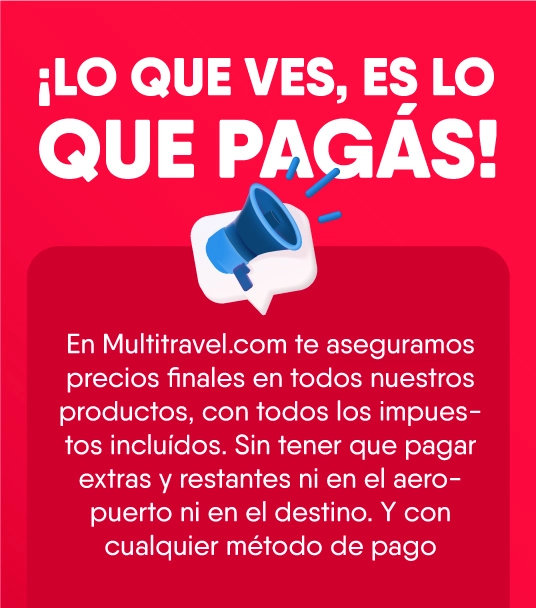 ¡LO QUE VES, ES LO
QUE PAGÁS!
En Multitravel.com te aseguramos
precios finales en todos nuestros
productos, con todos los impues-
tos incluídos. Sin tener que pagar
extras y restantes ni en el aero-
puerto ni en el destino. Y con
cualquier método de pago